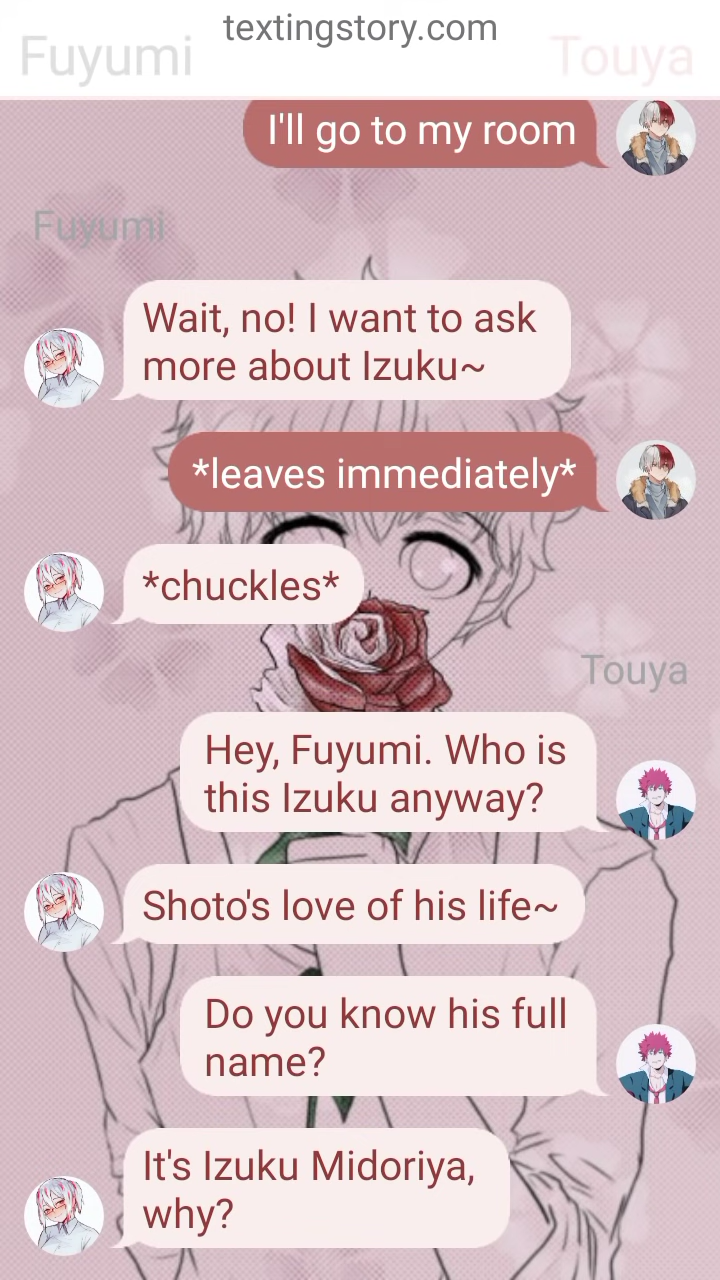 textingstory.com
Fuyumi
Touya
I'll go to my room
Fuyumi
Wait, no! I want to ask
more about Izuku~
*leaves immediately*
*chuckles*
Touya
Hey, Fuyumi. Who is
this Izuku anyway?
Shoto's love of his life~
Do you know his full
name?
It's Izuku Midoriya,
why?